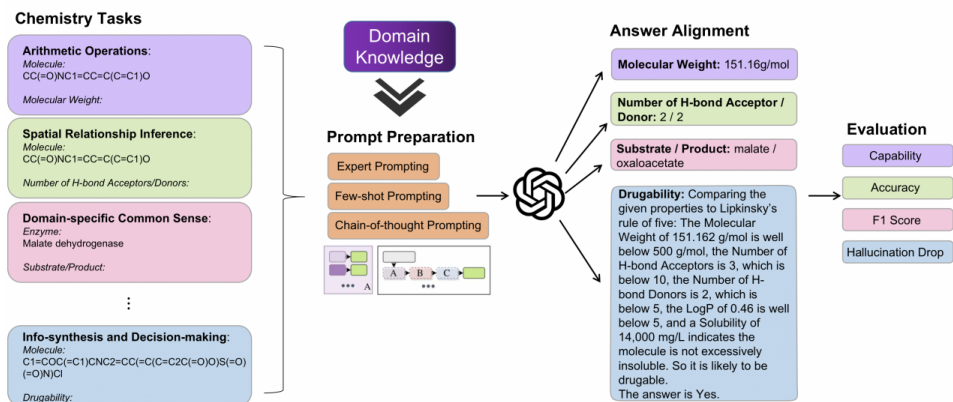 Chemistry Tasks
Arithmetic Operations:
Molecule:
CC(=O)NC1=CC=C(C=C1)O
Molecular Weight:
Spatial Relationship Inference:
Molecule:
CC(=O)NC1=CC=C(C=C1)O
Number of H-bond Acceptors/Donors:
Domain-specific Common Sense:
Enzyme:
Malate dehydrogenase
Substrate/Product:
Info-synthesis and Decision-making:
Molecule:
C1=COC(=C1)CNC2=CC(=C(C=C2C(=O)O)S(=O)
(=O)N)Cl
Drugability:
Domain
Knowledge
Prompt Preparation
Expert Prompting
Few-shot Prompting
Chain-of-thought Prompting
A
A
B
C
Answer Alignment
Molecular Weight: 151.16g/mol
Number of H-bond Acceptor /
Donor: 2 / 2
Substrate / Product: malate /
oxaloacetate
Drugability: Comparing the
given properties to Lipkinsky's
rule of five: The Molecular
Weight of 151.162 g/mol is well
below 500 g/mol, the Number of
H-bond Acceptors is 3, which is
below 10, the Number of H-
bond Donors is 2, which is
below 5, the LogP of 0.46 is well
below 5, and a Solubility of
14,000 mg/L indicates the
molecule is not excessively
insoluble. So it is likely to be
drugable.
The answer is Yes.
Evaluation
Capability
Accuracy
F1 Score
Hallucination Drop